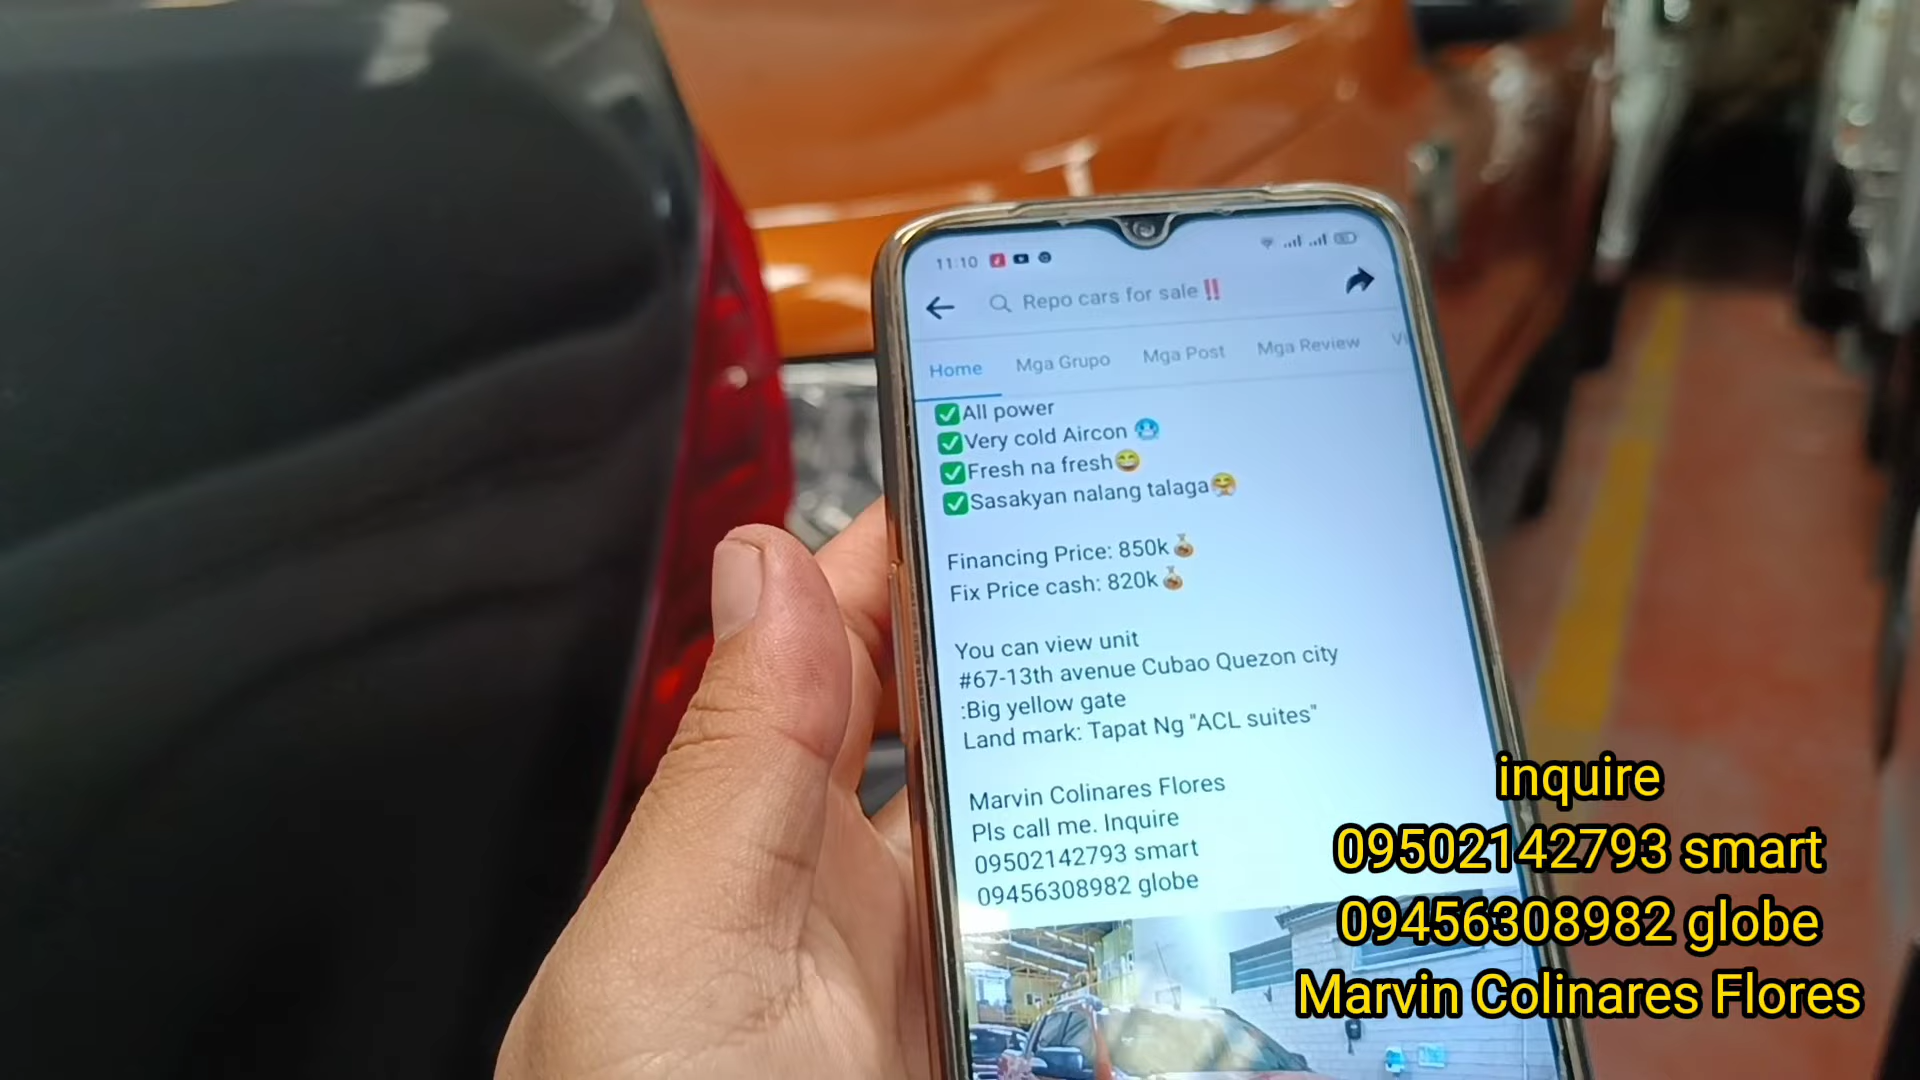 11:10
Repo cars for sale‼️
Home Mga Grupo Mga Post Mga Review
✅All power
✅Very cold Aircon 🥶
✅Fresh na fresh😄
✅Sasakyan nalang talaga🤗
Financing Price: 850k💰
Fix Price cash: 820k💰
You can view unit
#67-13th avenue Cubao Quezon city
:Big yellow gate
Land mark: Tapat Ng "ACL suites"
Marvin Colinares Flores
Pls call me. Inquire
09502142793 smart
09456308982 globe
inquire
09502142793 smart
09456308982 globe
Marvin Colinares Flores